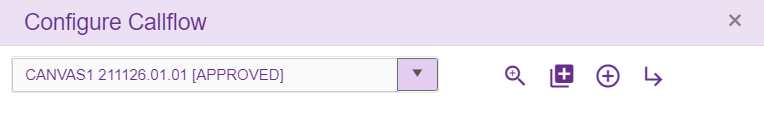 Configure Callflow
CANVAS1 211126.01.01 [APPROVED]